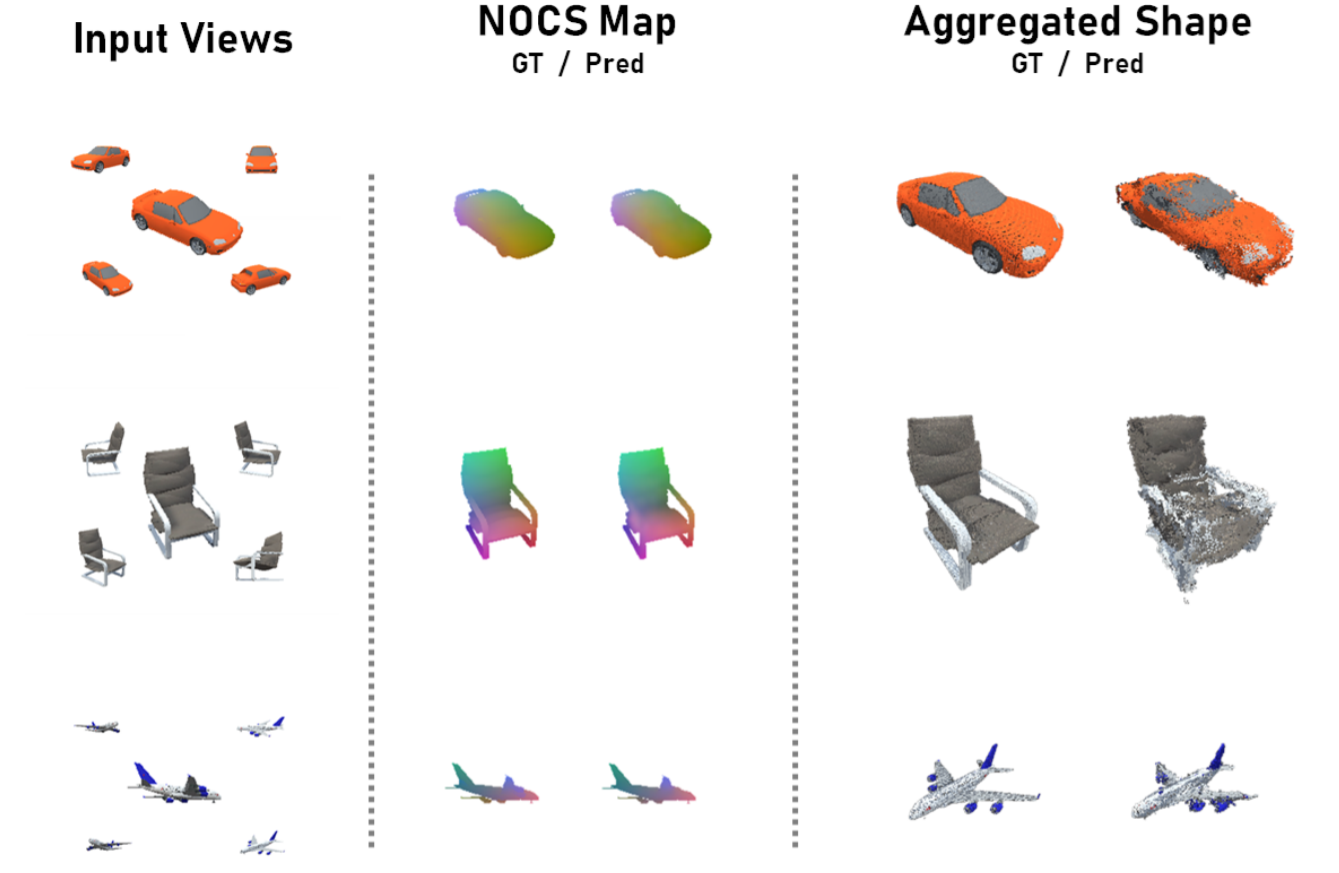 Input Views
NOCS Map
GT / Pred
Aggregated Shape
GT / Pred